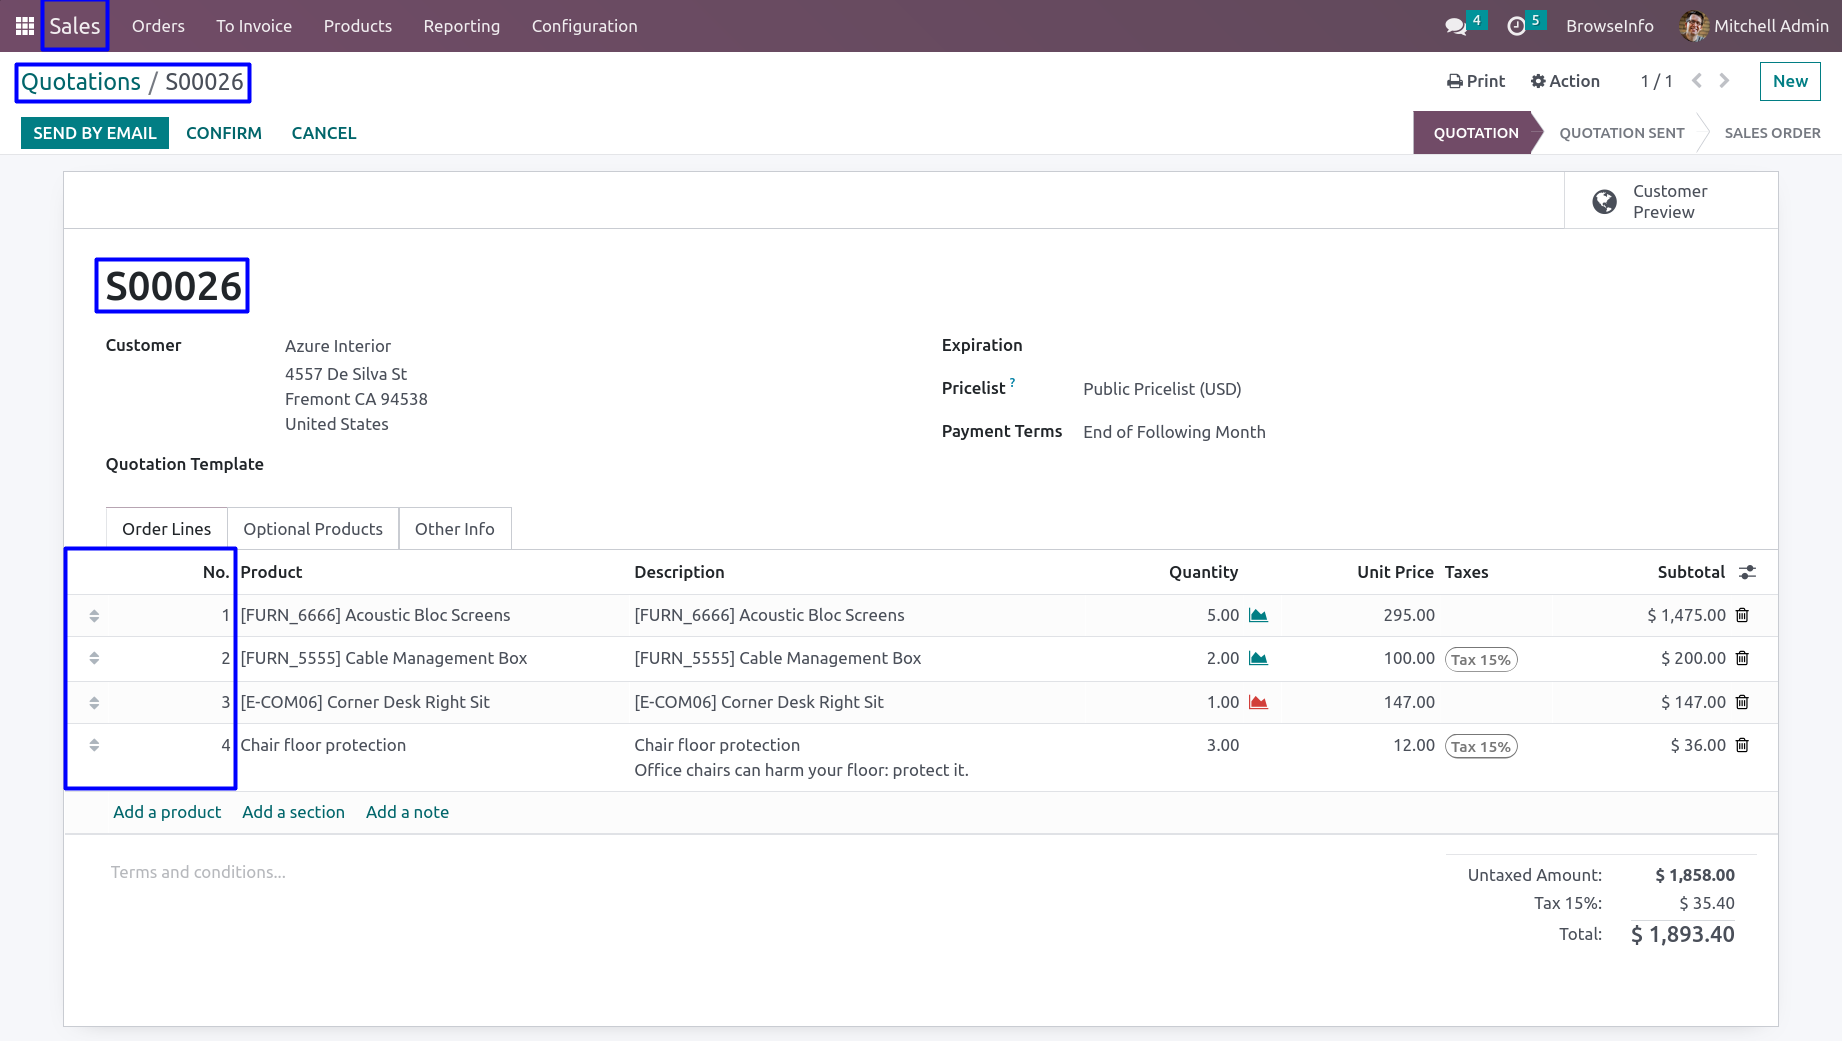 Sales Orders To Invoice Products Reporting Configuration 4 5 BrowseInfo Mitchell Admin
Quotations / S00026 Print Action 1 / 1 New
SEND BY EMAIL CONFIRM CANCEL QUOTATION QUOTATION SENT SALES ORDER
Customer
Preview
S00026
Customer Azure Interior
4557 De Silva St
Fremont CA 94538
United States
Quotation Template
Expiration
Pricelist ? Public Pricelist (USD)
Payment Terms End of Following Month
Order Lines Optional Products Other Info
No. Product Description Quantity Unit Price Taxes Subtotal
1 [FURN_6666] Acoustic Bloc Screens [FURN_6666] Acoustic Bloc Screens 5.00 295.00 $ 1,475.00
2 [FURN_5555] Cable Management Box [FURN_5555] Cable Management Box 2.00 100.00 Tax 15% $ 200.00
3 [E-COM06] Corner Desk Right Sit [E-COM06] Corner Desk Right Sit 1.00 147.00 $ 147.00
4 Chair floor protection Chair floor protection 3.00 12.00 Tax 15% $ 36.00
Office chairs can harm your floor: protect it.
Add a product Add a section Add a note
Terms and conditions...
Untaxed Amount: $ 1,858.00
Tax 15%: $ 35.40
Total: $ 1,893.40